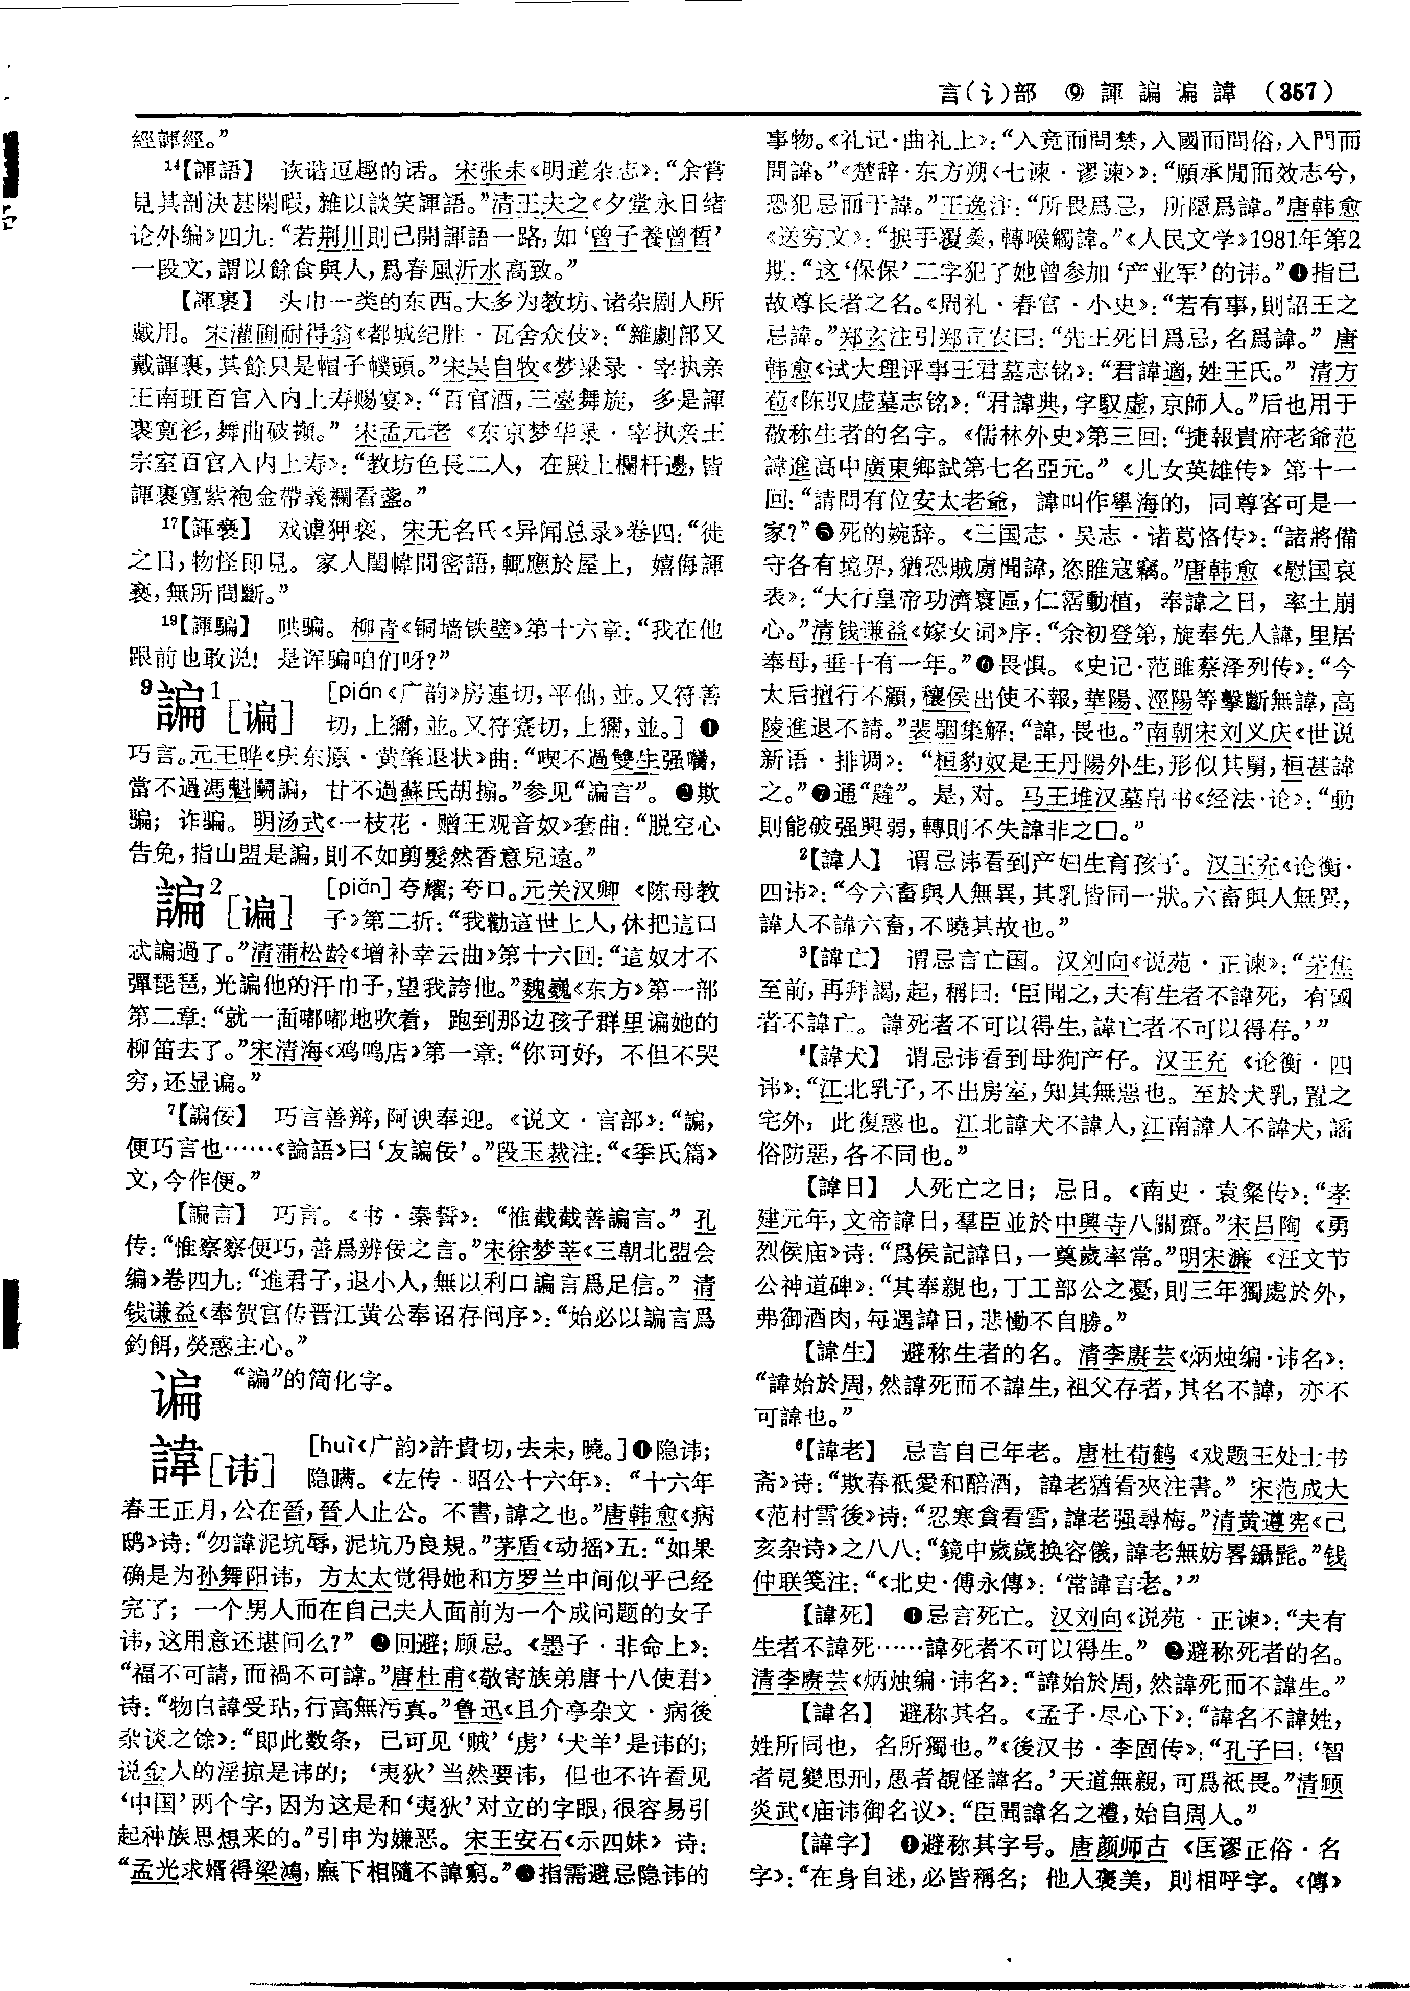 言(讠)部 ⑨ 諢 諞 谝 諱 (357)
經諢經。”
14【諢語】 诙谐逗趣的话。宋张耒《明道杂志》：“余嘗
見其剖決甚閑暇，雜以談笑諢語。”清王夫之《夕堂永日绪
论外编》四九：“若荆川則已開諢語一路，如‘曾子養曾晳’
一段文，謂以餘食與人，爲春風沂水高致。”
【諢裹】 头巾一类的东西。大多为教坊、诸杂剧人所
戴用。宋灌圃耐得翁《都城纪胜·瓦舍众伎》：“雜劇部又
戴諢裹，其餘只是帽子幞頭。”宋吴自牧《梦粱录·宰执亲
王南班百官入内上寿赐宴》：“百官酒，三臺舞旋，多是諢
裹寬衫，舞曲破攧。”宋孟元老《东京梦华录·宰执亲王
宗室百官入内上寿》：“教坊色長二人，在殿上欄杆邊，皆
諢裹寬紫袍金帶義襴看盞。”
17【諢褻】 戏谑狎亵。宋无名氏《异闻总录》卷四：“徙
之日，物怪即見。家人閨幃間密語，輒應於屋上，嬉侮諢
褻，無所間斷。”
19【諢騙】 哄骗。柳青《铜墙铁壁》第十六章：“我在他
跟前也敢说！是诨骗咱们呀？”
9諞1［谝］ ［pián《广韵》房連切，平仙，並。又符善
切，上獮，並。又符蹇切，上獮，並。］❶
巧言。元王晔《庆东原·黄肇退状》曲：“喫不過雙生强嘴，
當不過馮魁鬭諞，甘不過蘇氏胡搊。”参见“諞言”。❷欺
骗；诈骗。明汤式《一枝花·赠王观音奴》套曲：“脱空心
告免，指山盟是諞，則不如剪髮然香意兒遠。”
諞2［谝］ ［piǎn］夸耀；夸口。元关汉卿《陈母教
子》第二折：“我勸這世上人，休把這口
忒諞過了。”清蒲松龄《增补幸云曲》第十六回：“這奴才不
彈琵琶，光諞他的汗巾子，望我誇他。”魏巍《东方》第一部
第二章：“就一面嘟嘟地吹着，跑到那边孩子群里谝她的
柳笛去了。”宋清海《鸡鸣店》第一章：“你可好，不但不哭
穷，还显谝。”
7【諞佞】 巧言善辩，阿谀奉迎。《说文·言部》：“諞，
便巧言也……《論語》曰‘友諞佞’。”段玉裁注：“《季氏篇》
文，今作便。”
【諞言】 巧言。《书·秦誓》：“惟截截善諞言。”孔
传：“惟察察便巧，善爲辨佞之言。”宋徐梦莘《三朝北盟会
编》卷四九：“進君子，退小人，無以利口諞言爲足信。”清
钱谦益《奉贺宫传晋江黄公奉诏存问序》：“始必以諞言爲
釣餌，熒惑主心。”
谝 “諞”的简化字。
諱［讳］ ［huì《广韵》許貴切，去未，曉。］❶隐讳；
隐瞒。《左传·昭公十六年》：“十六年
春王正月，公在晉，晉人止公。不書，諱之也。”唐韩愈《病
鸱》诗：“勿諱泥坑辱，泥坑乃良規。”茅盾《动摇》五：“如果
确是为孙舞阳讳，方太太觉得她和方罗兰中间似乎已经
完了；一个男人而在自己夫人面前为一个成问题的女子
讳，这用意还堪问么？”❷回避；顾忌。《墨子·非命上》：
“福不可請，而禍不可諱。”唐杜甫《敬寄族弟唐十八使君》
诗：“物白諱受玷，行高無污真。”鲁迅《且介亭杂文·病後
杂谈之馀》：“即此数条，已可见‘贼’‘虏’‘犬羊’是讳的；
说金人的淫掠是讳的；‘夷狄’当然要讳，但也不许看见
‘中国’两个字，因为这是和‘夷狄’对立的字眼，很容易引
起种族思想来的。”引申为嫌恶。宋王安石《示四妹》诗：
“孟光求婿得梁鴻，廡下相隨不諱窮。”❸指需避忌隐讳的
事物。《礼记·曲礼上》：“入竟而問禁，入國而問俗，入門而
問諱。”《楚辞·东方朔〈七谏·谬谏〉》：“願承閒而效志兮，
恐犯忌而干諱。”王逸注：“所畏爲忌，所隱爲諱。”唐韩愈
《送穷文》：“捩手覆羹，轉喉觸諱。”《人民文学》1981年第2
期：“这‘保保’二字犯了她曾参加‘产业军’的讳。”❹指已
故尊长者之名。《周礼·春官·小史》：“若有事，則詔王之
忌諱。”郑玄注引郑司农曰：“先王死日爲忌，名爲諱。”唐
韩愈《试大理评事王君墓志铭》：“君諱適，姓王氏。”清方
苞《陈驭虚墓志铭》：“君諱典，字馭虚，京師人。”后也用于
敬称生者的名字。《儒林外史》第三回：“捷報貴府老爺范
諱進高中廣東鄉試第七名亞元。”《儿女英雄传》第十一
回：“請問有位安太老爺，諱叫作學海的，同尊客可是一
家？”❺死的婉辞。《三国志·吴志·诸葛恪传》：“諸將備
守各有境界，猶恐賊虜聞諱，恣睢寇竊。”唐韩愈《慰国哀
表》：“大行皇帝功濟寰區，仁霑動植，奉諱之日，率土崩
心。”清钱谦益《嫁女词》序：“余初登第，旋奉先人諱，里居
奉母，垂十有一年。”❻畏惧。《史记·范雎蔡泽列传》：“今
太后擅行不顧，穰侯出使不報，華陽、涇陽等擊斷無諱，高
陵進退不請。”裴駰集解：“諱，畏也。”南朝宋刘义庆《世说
新语·排调》：“桓豹奴是王丹陽外生，形似其舅，桓甚諱
之。”❼通“韙”。是，对。马王堆汉墓帛书《经法·论》：“動
則能破强興弱，轉則不失諱非之□。”
2【諱人】 谓忌讳看到产妇生育孩子。汉王充《论衡·
四讳》：“今六畜與人無異，其乳皆同一狀。六畜與人無異，
諱人不諱六畜，不曉其故也。”
3【諱亡】 谓忌言亡国。汉刘向《说苑·正谏》：“茅焦
至前，再拜謁，起，稱曰：‘臣聞之，夫有生者不諱死，有國
者不諱亡。諱死者不可以得生，諱亡者不可以得存。’”
4【諱犬】 谓忌讳看到母狗产仔。汉王充《论衡·四
讳》：“江北乳子，不出房室，知其無惡也。至於犬乳，置之
宅外，此復惑也。江北諱犬不諱人，江南諱人不諱犬，謡
俗防惡，各不同也。”
【諱日】 人死亡之日；忌日。《南史·袁粲传》：“孝
建元年，文帝諱日，羣臣並於中興寺八關齋。”宋吕陶《勇
烈侯庙》诗：“爲侯記諱日，一奠歲率常。”明宋濂《汪文节
公神道碑》：“其奉親也，丁工部公之憂，則三年獨處於外，
弗御酒肉，每遇諱日，悲慟不自勝。”
【諱生】 避称生者的名。清李赓芸《炳烛编·讳名》：
“諱始於周，然諱死而不諱生，祖父存者，其名不諱，亦不
可諱也。”
6【諱老】 忌言自己年老。唐杜荀鹤《戏题王处士书
斋》诗：“欺春祇愛和醅酒，諱老猶看夾注書。”宋范成大
《范村雪後》诗：“忍寒貪看雪，諱老强尋梅。”清黄遵宪《己
亥杂诗》之八八：“鏡中歲歲换容儀，諱老無妨畧鑷髭。”钱
仲联笺注：“《北史·傅永傳》：‘常諱言老。’”
【諱死】 ❶忌言死亡。汉刘向《说苑·正谏》：“夫有
生者不諱死……諱死者不可以得生。”❷避称死者的名。
清李赓芸《炳烛编·讳名》：“諱始於周，然諱死而不諱生。”
【諱名】 避称其名。《孟子·尽心下》：“諱名不諱姓，
姓所同也，名所獨也。”《後汉书·李固传》：“孔子曰：‘智
者見變思刑，愚者覩怪諱名。’天道無親，可爲祗畏。”清顾
炎武《庙讳御名议》：“臣聞諱名之禮，始自周人。”
【諱字】 ❶避称其字号。唐颜师古《匡谬正俗·名
字》：“在身自述，必皆稱名；他人褒美，則相呼字。《傳》